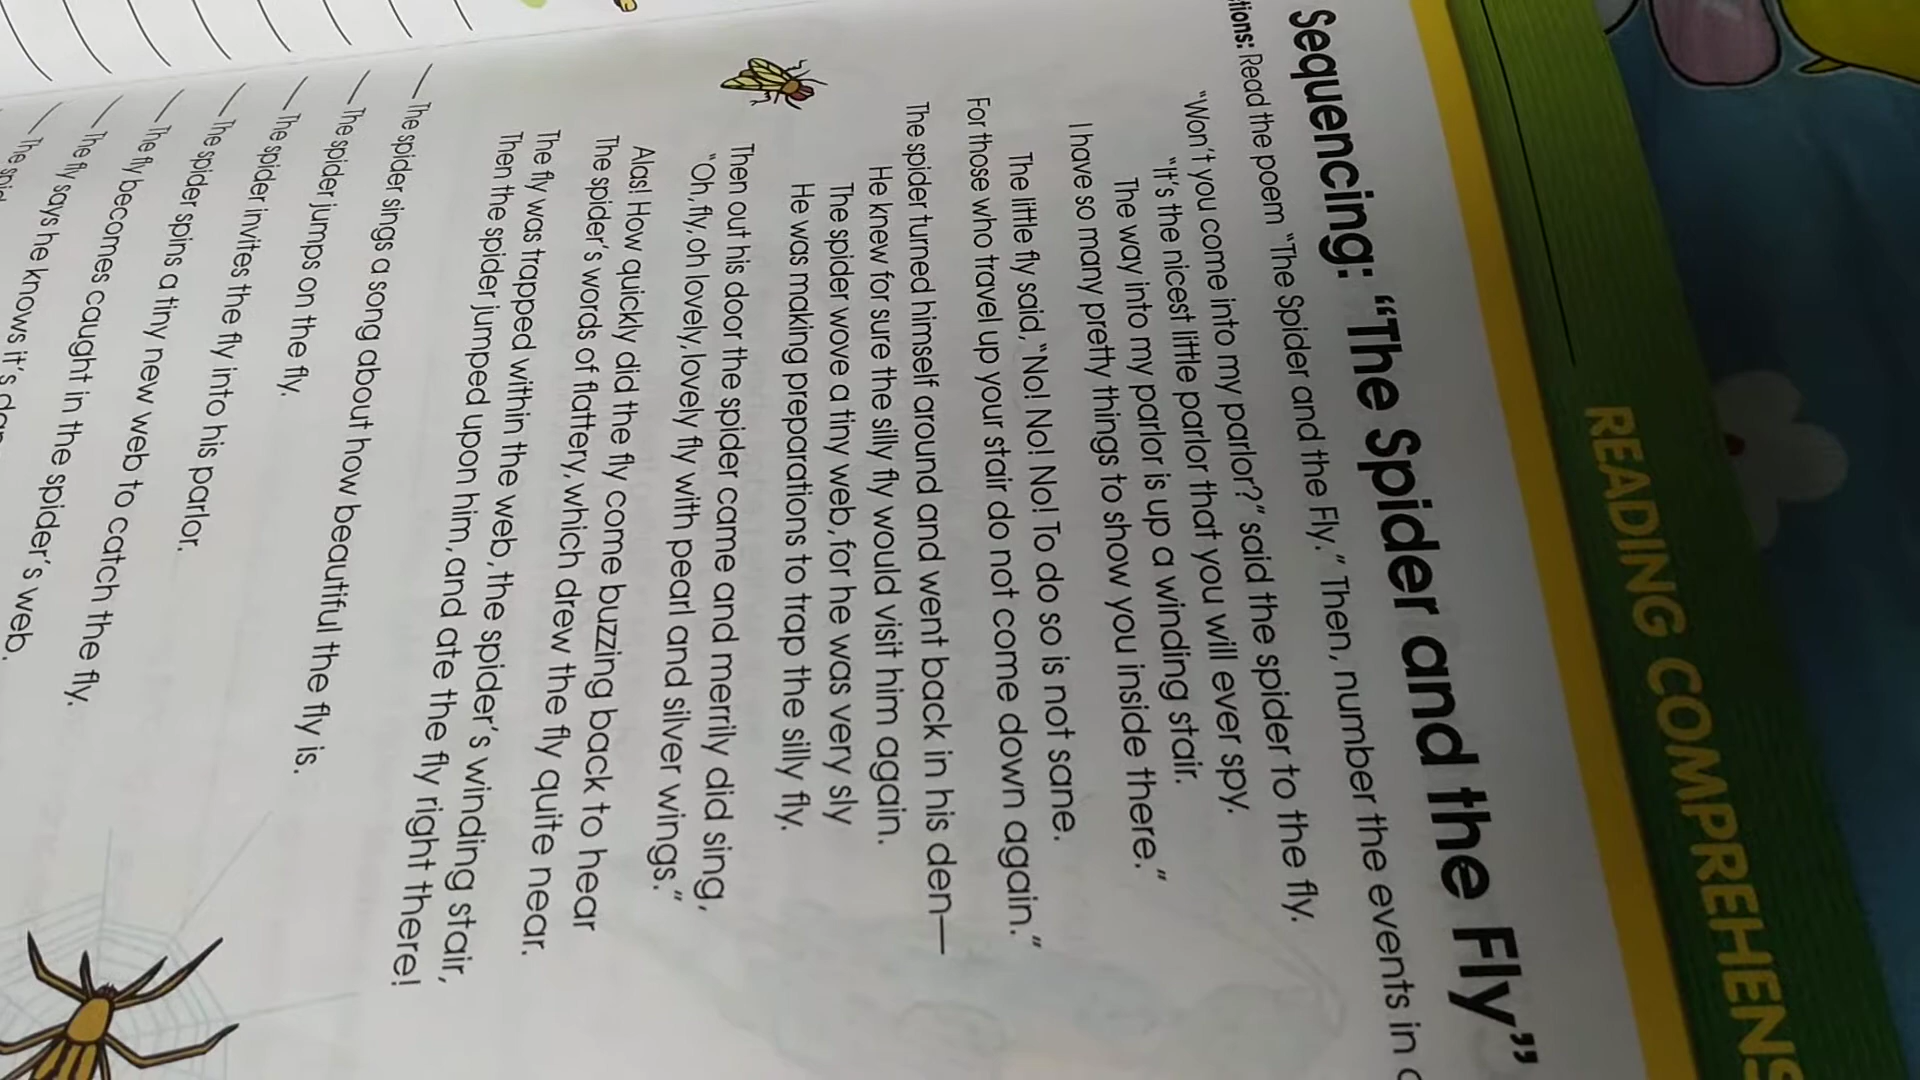 READING COMPREHENS
Sequencing: "The Spider and the Fly"
Read the poem "The Spider and the Fly." Then, number the events in
"Won't you come into my parlor?" said the spider to the fly.
"It's the nicest little parlor that you will ever spy.
The way into my parlor is up a winding stair.
I have so many pretty things to show you inside there."
The little fly said, "No! No! No! To do so is not sane.
For those who travel up your stair do not come down again."
The spider turned himself around and went back in his den—
He knew for sure the silly fly would visit him again.
The spider wove a tiny web, for he was very sly
He was making preparations to trap the silly fly.
Then out his door the spider came and merrily did sing,
"Oh, fly, oh lovely, lovely fly with pearl and silver wings."
Alas! How quickly did the fly come buzzing back to hear
The spider's words of flattery, which drew the fly quite near.
The fly was trapped within the web, the spider's winding stair,
Then the spider jumped upon him, and ate the fly right there!
The spider sings a song about how beautiful the fly is.
The spider jumps on the fly.
The spider invites the fly into his parlor.
The spider spins a tiny new web to catch the fly.
The fly becomes caught in the spider's web.
The fly says he knows it's
The